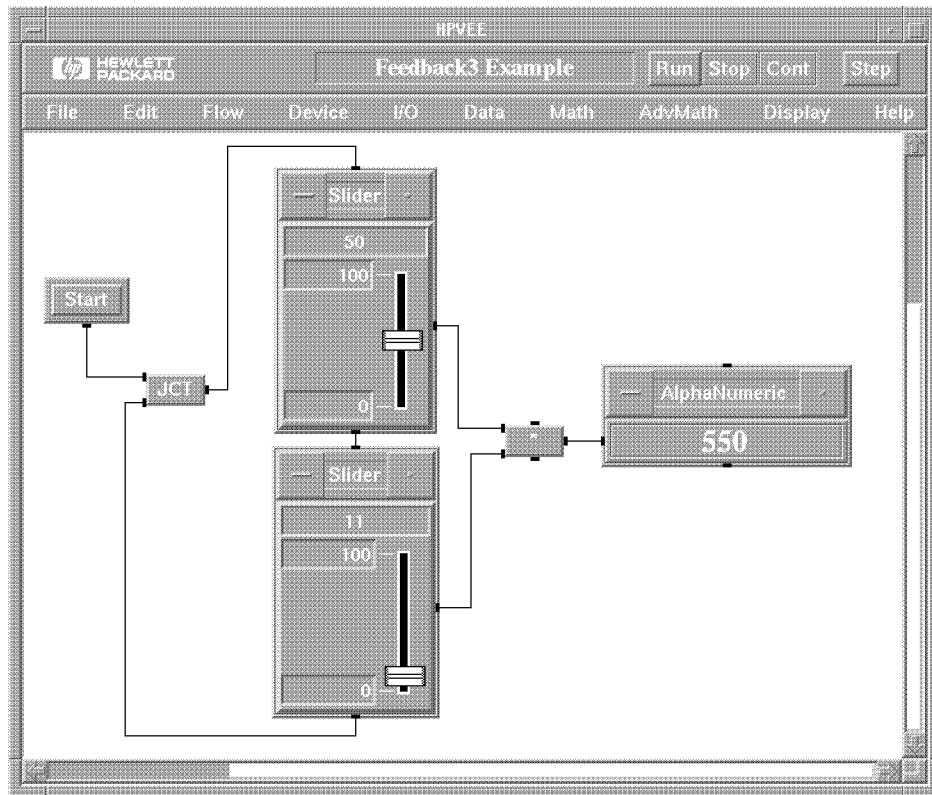 HPVEE
hp HEWLETT PACKARD
Feedback3 Example
Run Stop Cont Step
File Edit Flow Device I/O Data Math AdvMath Display Help
Slider
50
100
0
Start
JCT
AlphaNumeric
550
*
Slider
11
100
0